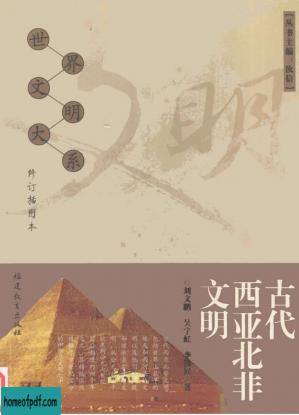 【丛书主编：汝信】
世界文明大系
文明
修订插图本
古代
西亚北非
文明
刘文鹏 吴宇虹 李铁匠 著
福建教育出版社
homeofpdf.com